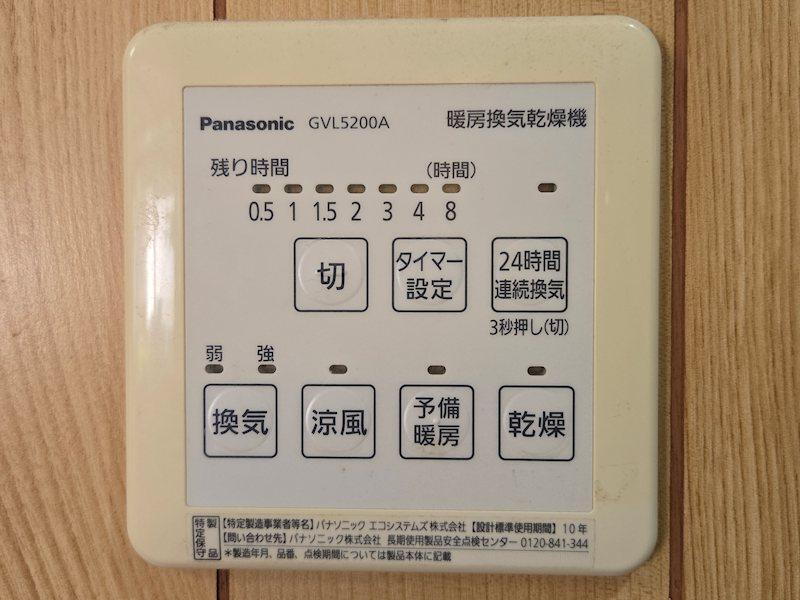 Panasonic GVL5200A 暖房換気乾燥機
残り時間 (時間)
0.5 1 1.5 2 3 4 8
切
タイマー
設定
24時間
連続換気
3秒押し(切)
弱 強
換気
涼風
予備
暖房
乾燥
特定保守製品
【特定製造事業者等名】パナソニック エコシステムズ株式会社【設計標準使用期間】10年
【問い合わせ先】パナソニック株式会社 長期使用製品安全点検センター 0120-841-344
*製造年月、品番、点検期間については製品本体に記載